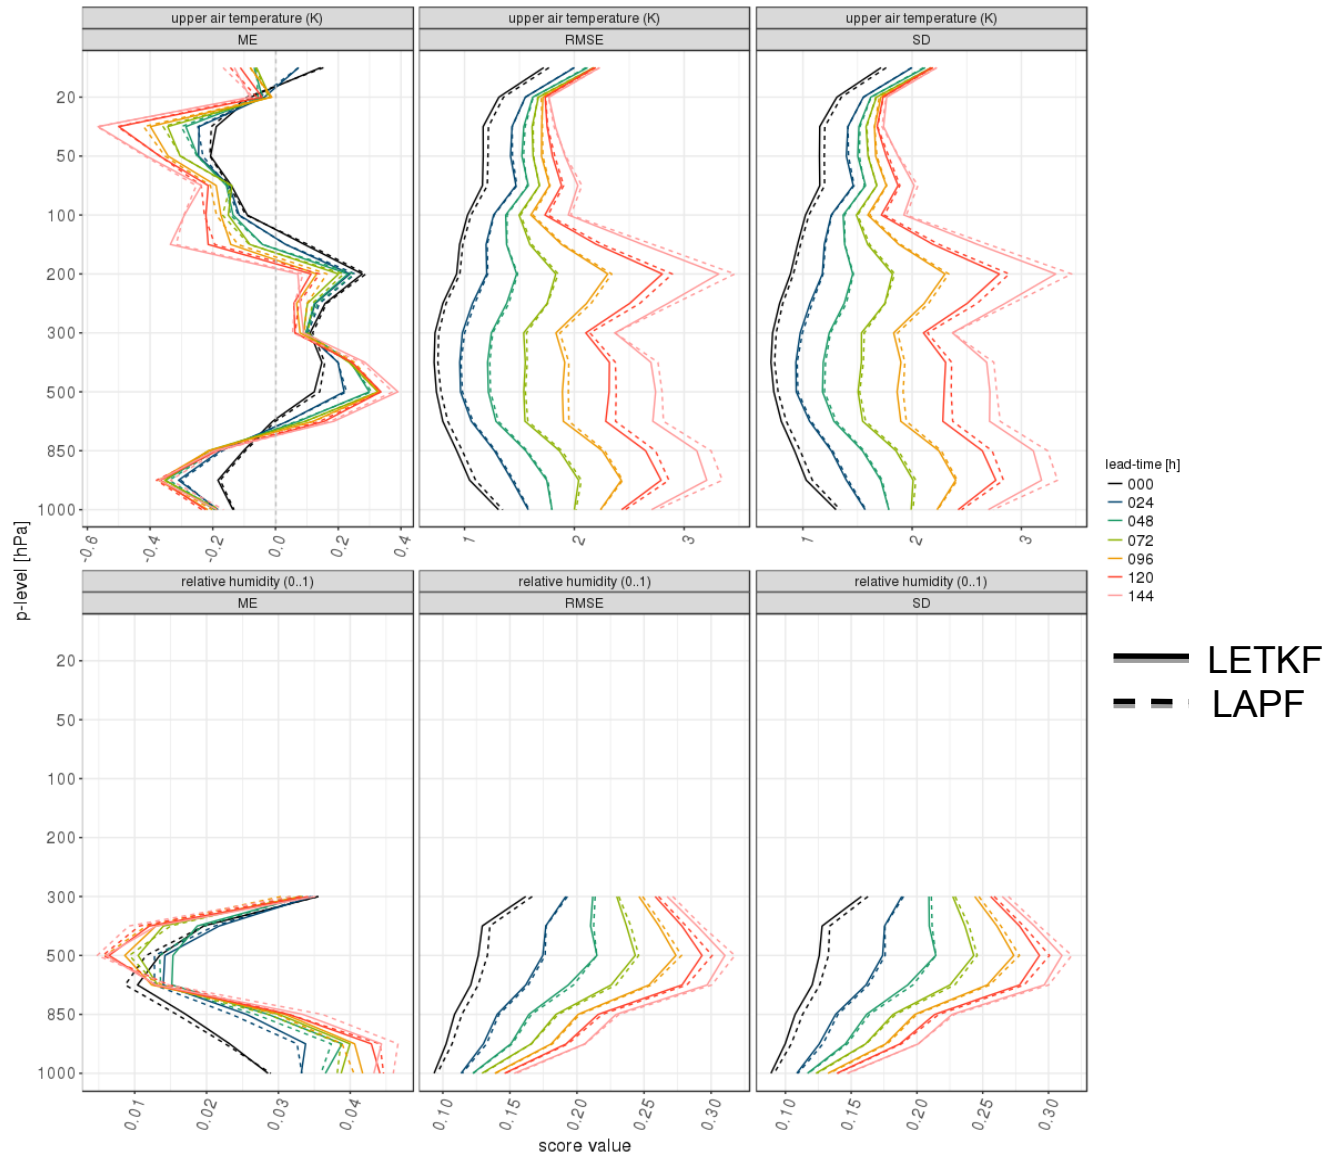 upper air temperature (K)
upper air temperature (K)
upper air temperature (K)
ME
RMSE
SD
20
50
100
200
300
500
850
1000
-0.6
-0.4
-0.2
0.0
0.2
0.4
1
2
3
1
2
3
relative humidity (0..1)
relative humidity (0..1)
relative humidity (0..1)
ME
RMSE
SD
20
50
100
200
300
500
850
1000
0.01
0.02
0.03
0.04
0.10
0.15
0.20
0.25
0.30
0.10
0.15
0.20
0.25
0.30
p-level [hPa]
score value
lead-time [h]
000
024
048
072
096
120
144
LETKF
LAPF